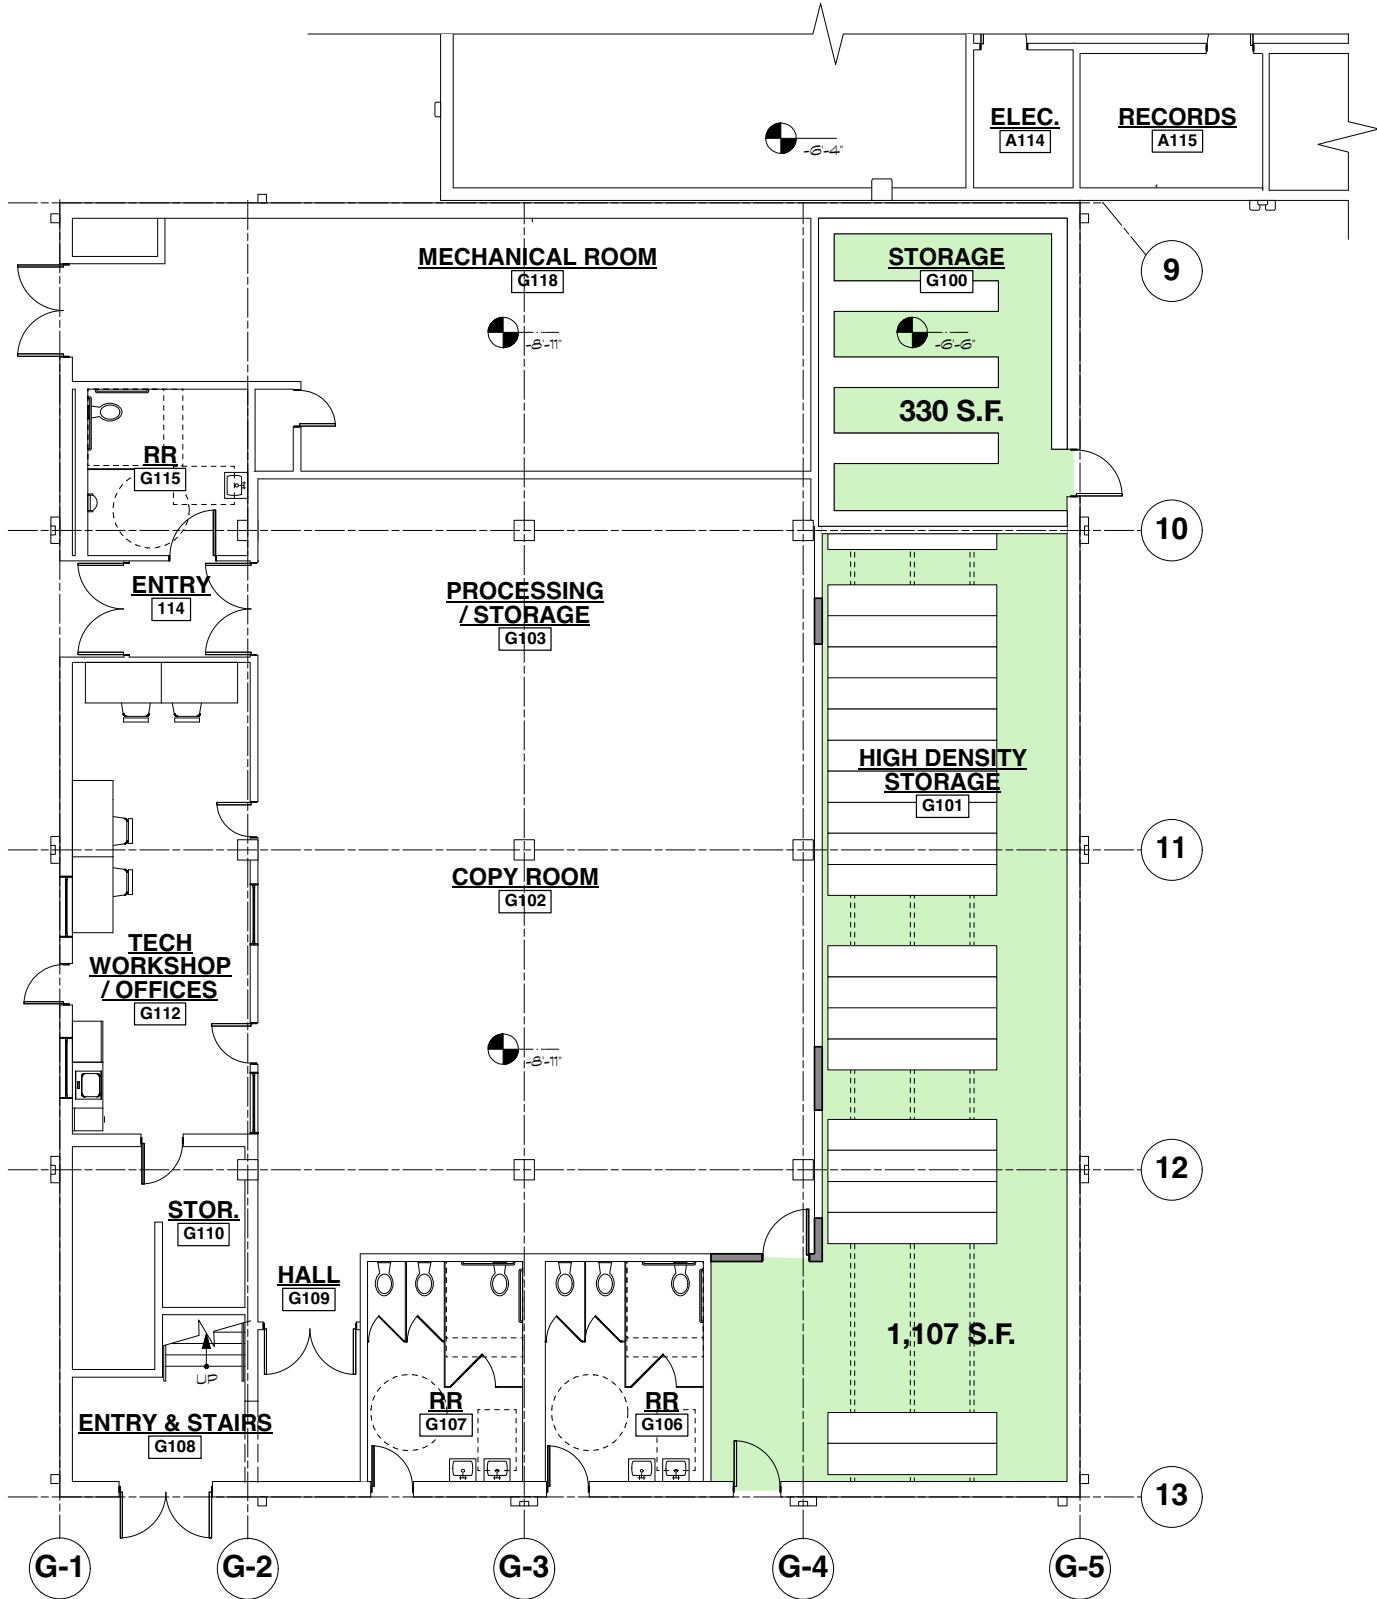 ELEC.
A114
RECORDS
A115
-6'-4"
MECHANICAL ROOM
G118
-8'-11"
STORAGE
G100
-6'-6"
330 S.F.
9
RR
G115
10
ENTRY
114
PROCESSING
/ STORAGE
G103
HIGH DENSITY
STORAGE
G101
11
COPY ROOM
G102
TECH
WORKSHOP
/ OFFICES
G112
-8'-11"
12
STOR.
G110
HALL
G109
UP
1,107 S.F.
RR
G107
RR
G106
ENTRY & STAIRS
G108
13
G-1
G-2
G-3
G-4
G-5